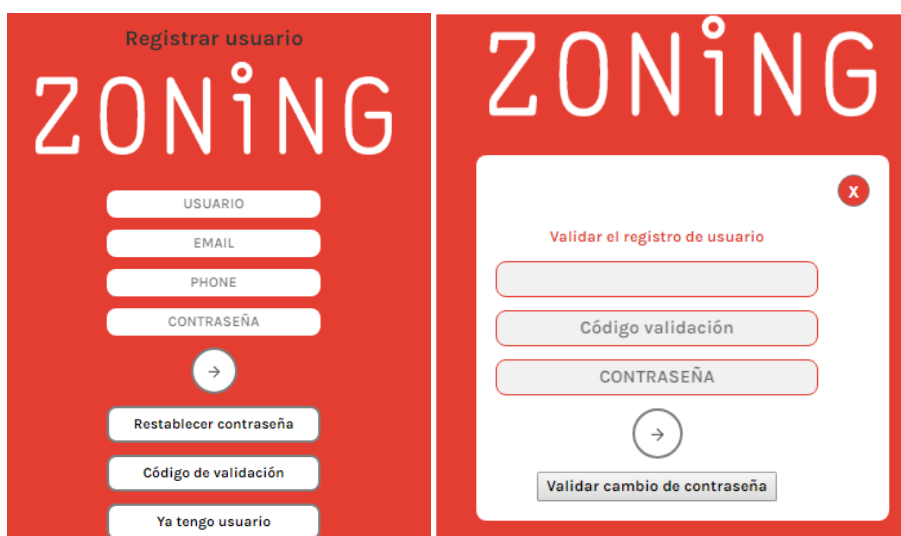 Registrar usuario
ZONiNG
USUARIO
EMAIL
PHONE
CONTRASEÑA
→
Restablecer contraseña
Código de validación
Ya tengo usuario
ZONiNG
X
Validar el registro de usuario
Código validación
CONTRASEÑA
→
Validar cambio de contraseña